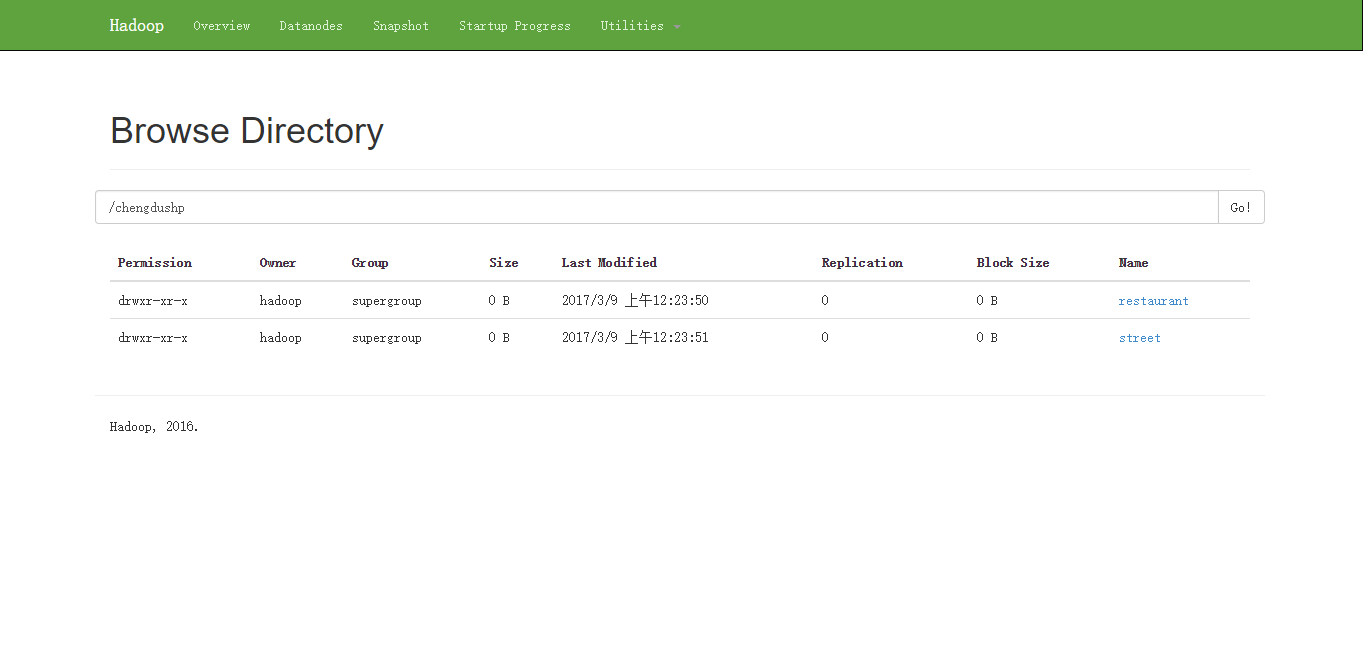 Hadoop Overview Datanodes Snapshot Startup Progress Utilities
Browse Directory
/chengdushp Go!
Permission Owner Group Size Last Modified Replication Block Size Name
drwxr-xr-x hadoop supergroup 0 B 2017/3/9 上午12:23:50 0 0 B restaurant
drwxr-xr-x hadoop supergroup 0 B 2017/3/9 上午12:23:51 0 0 B street
Hadoop, 2016.